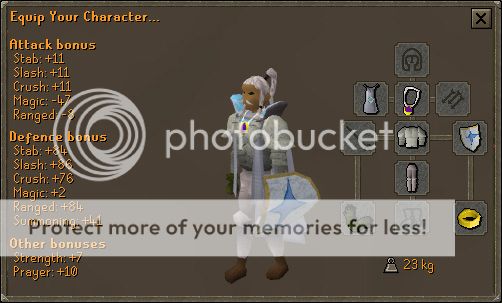 Equip Your Character...
Attack bonus
Stab: +11
Slash: +11
Crush: +11
Magic: -47
Ranged: -8
Defence bonus
Stab: +84
Slash: +86
Crush: +76
Magic: +2
Ranged: +84
Summoning: +41
Other bonuses
Strength: +7
Prayer: +10
23 kg
photobucket
Protect more of your memories for less!